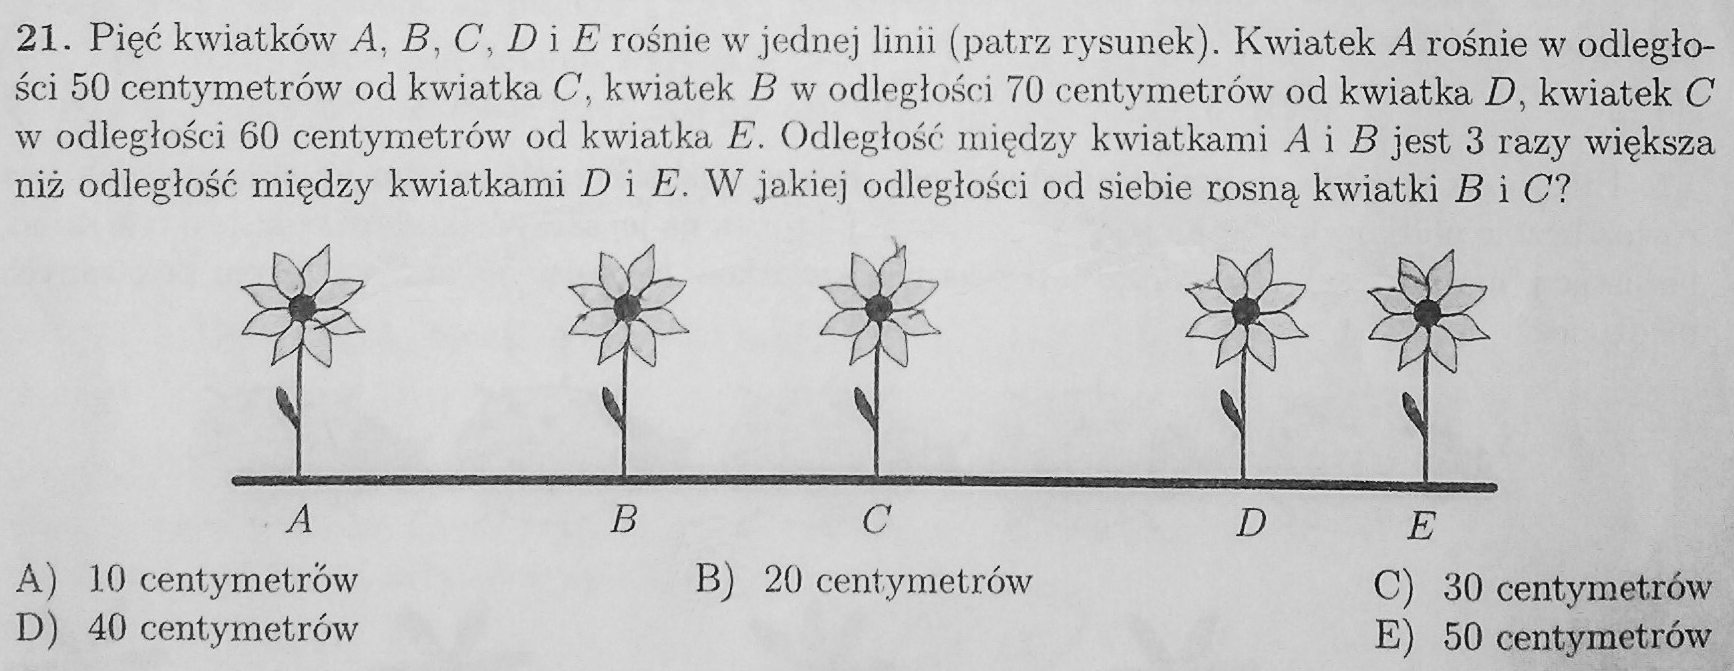 21. Pięć kwiatków A, B, C, D i E rośnie w jednej linii (patrz rysunek). Kwiatek A rośnie w odległo-
ści 50 centymetrów od kwiatka C, kwiatek B w odległości 70 centymetrów od kwiatka D, kwiatek C
w odległości 60 centymetrów od kwiatka E. Odległość między kwiatkami A i B jest 3 razy większa
niż odległość między kwiatkami D i E. W jakiej odległości od siebie rosną kwiatki B i C?
A B C D E
A) 10 centymetrów B) 20 centymetrów C) 30 centymetrów
D) 40 centymetrów E) 50 centymetrów